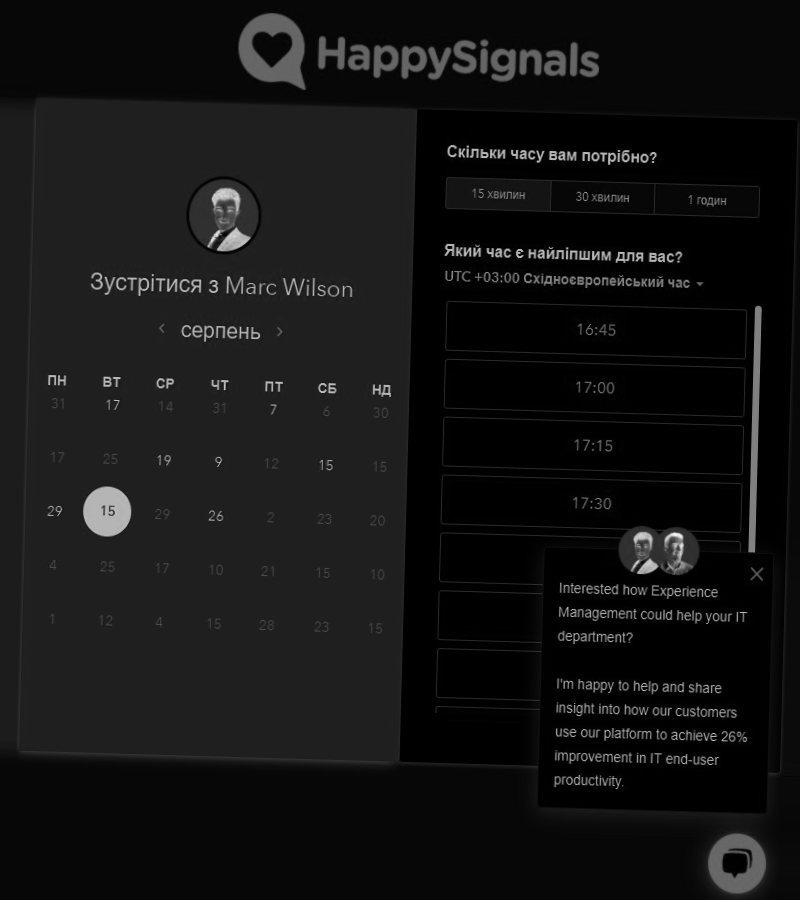 HappySignals
Зустрітися з Marc Wilson
серпень
ПН ВТ СР ЧТ ПТ СБ НД
31 17 14 31 7 6 30
17 25 19 9 12 15 15
29 15 29 26 2 23 20
4 25 17 10 21 15 10
1 12 4 15 28 23 15
Скільки часу вам потрібно?
15 хвилин 30 хвилин 1 годин
Який час є найліпшим для вас?
UTC +03:00 Східноєвропейський час
16:45
17:00
17:15
17:30
Interested how Experience
Management could help your IT
department?
I'm happy to help and share
insight into how our customers
use our platform to achieve 26%
improvement in IT end-user
productivity.